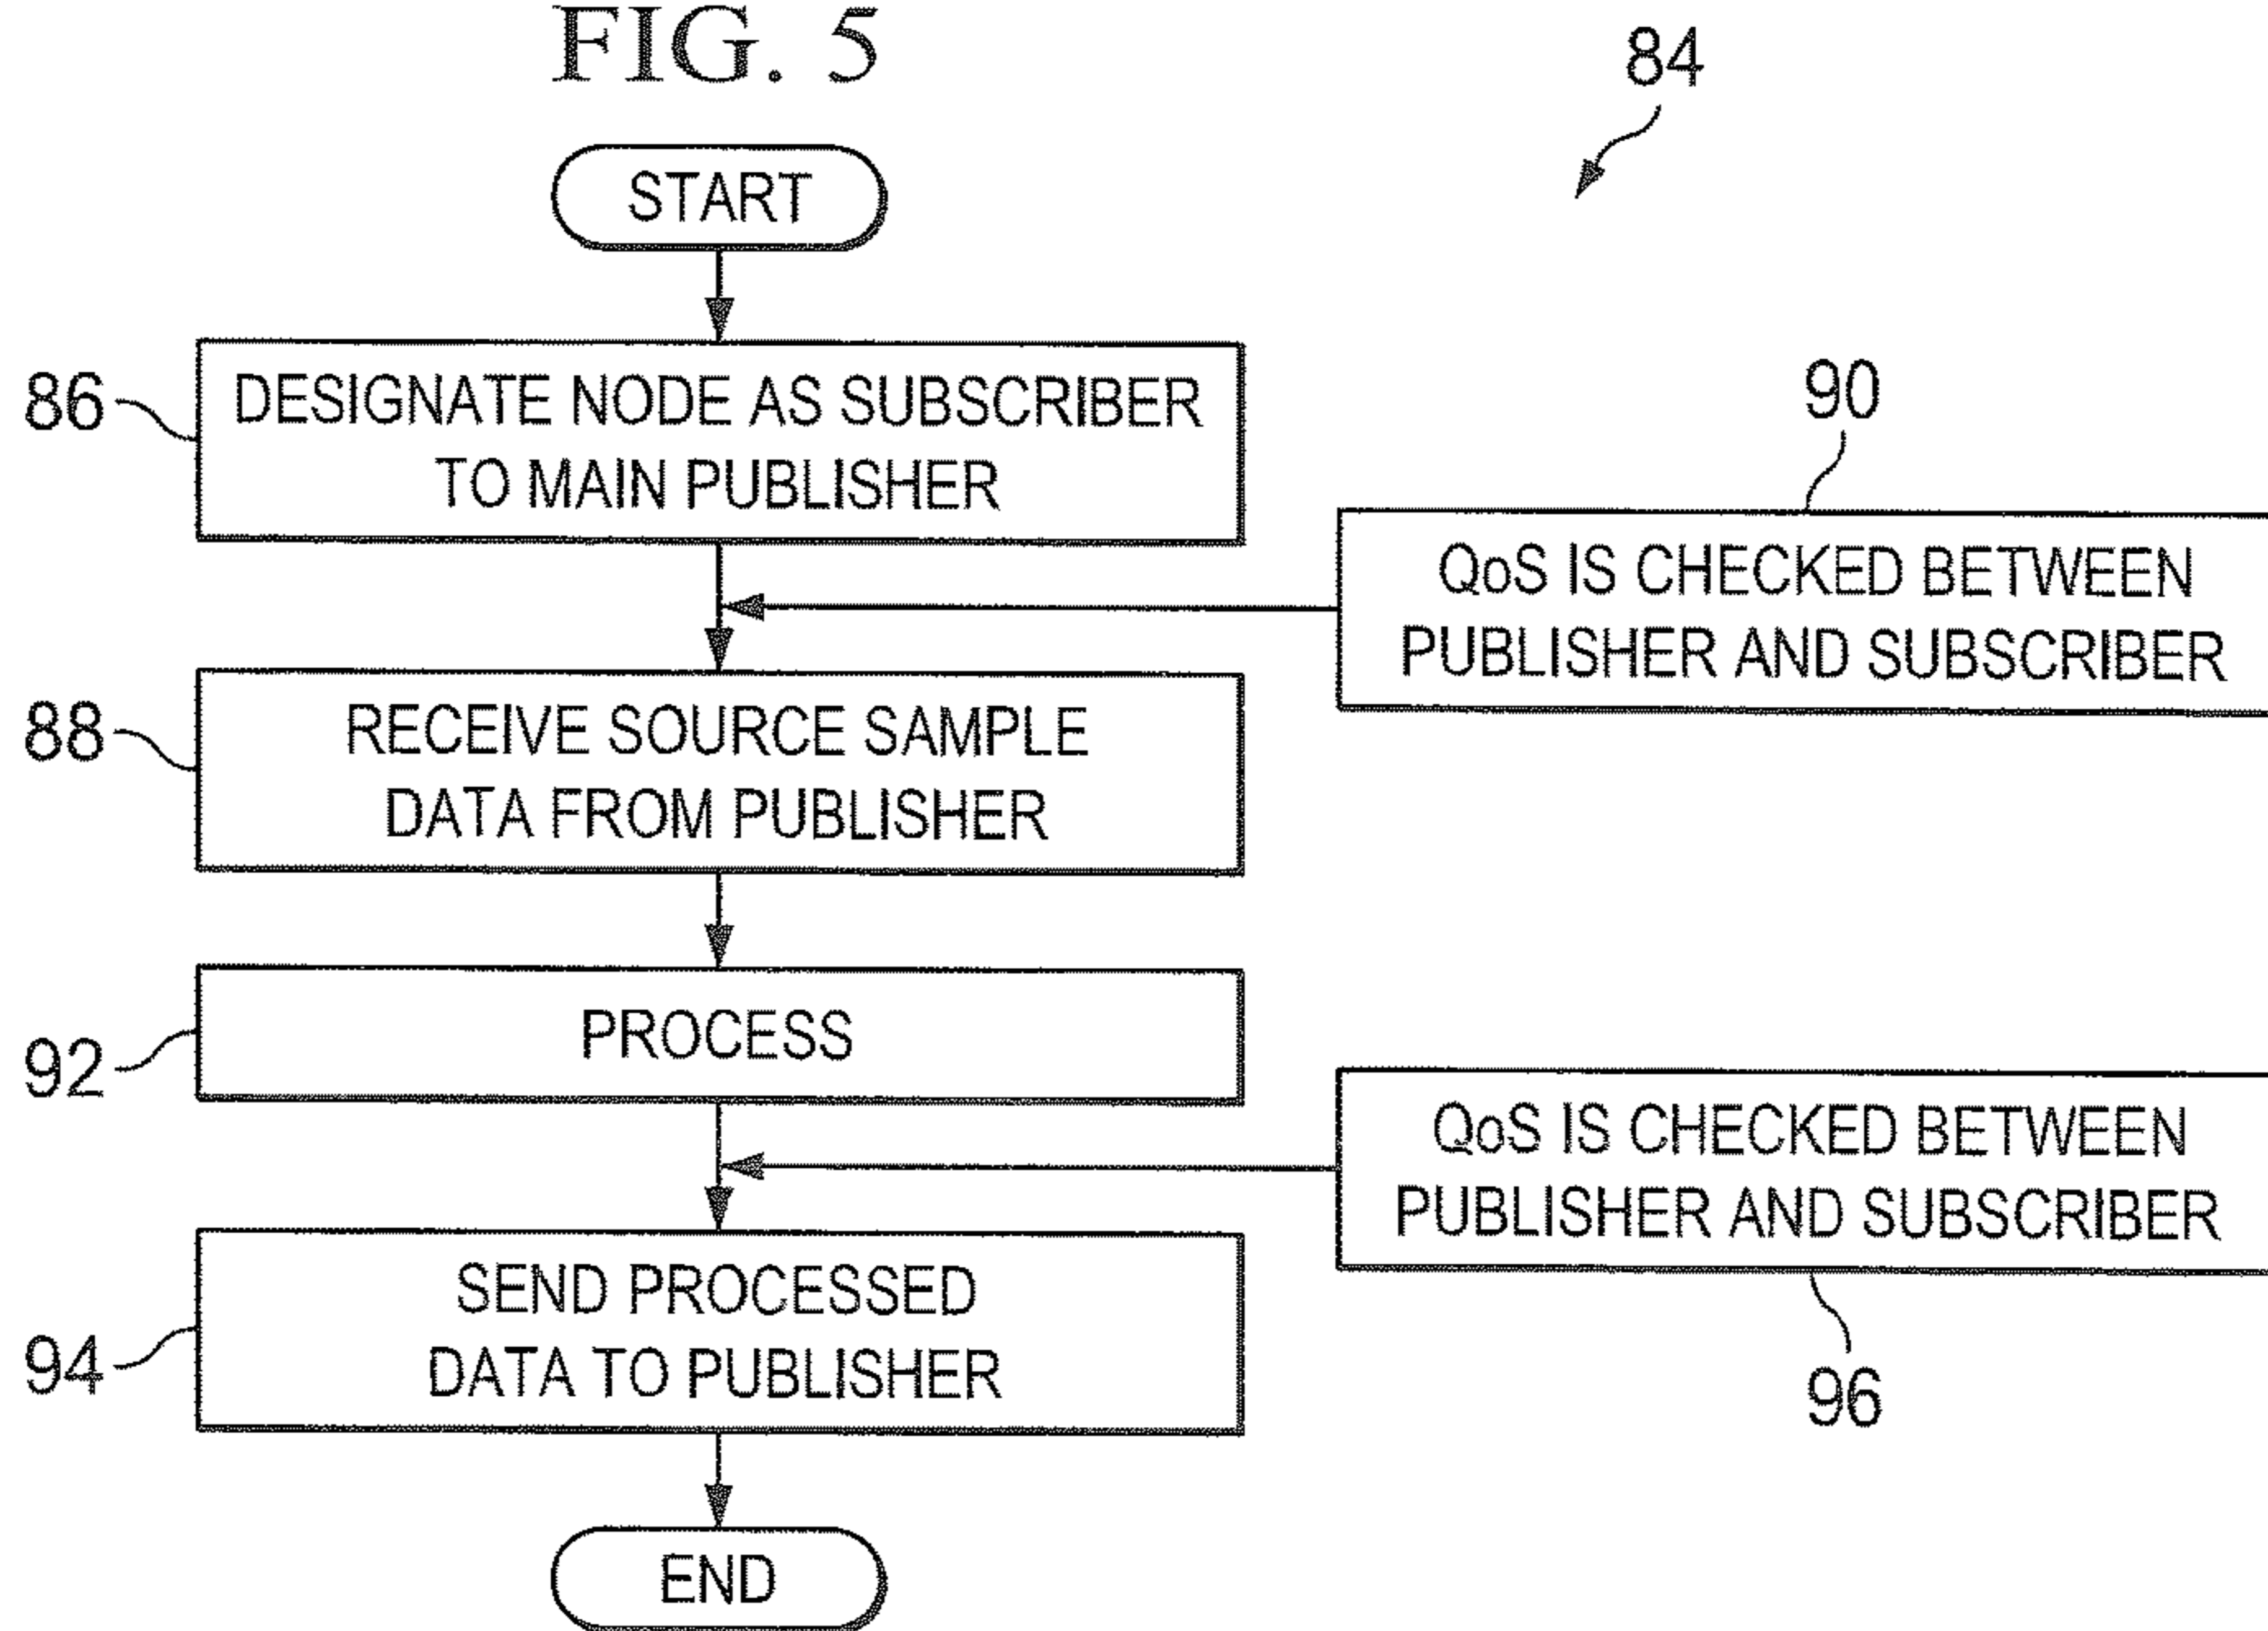 FIG. 5
84
START
86
DESIGNATE NODE AS SUBSCRIBER
TO MAIN PUBLISHER
90
QoS IS CHECKED BETWEEN
PUBLISHER AND SUBSCRIBER
88
RECEIVE SOURCE SAMPLE
DATA FROM PUBLISHER
92
PROCESS
QoS IS CHECKED BETWEEN
PUBLISHER AND SUBSCRIBER
96
94
SEND PROCESSED
DATA TO PUBLISHER
END